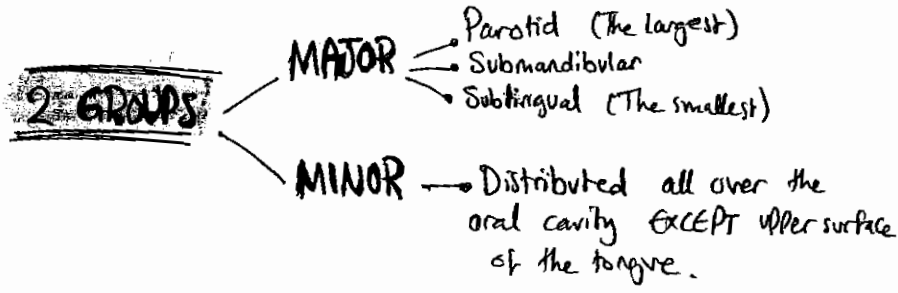 2 GROUPS
MAJOR
Parotid (The largest)
Submandibular
Sublingual (The smallest)
MINOR
Distributed all over the
oral cavity EXCEPT upper surface
of the tongue.